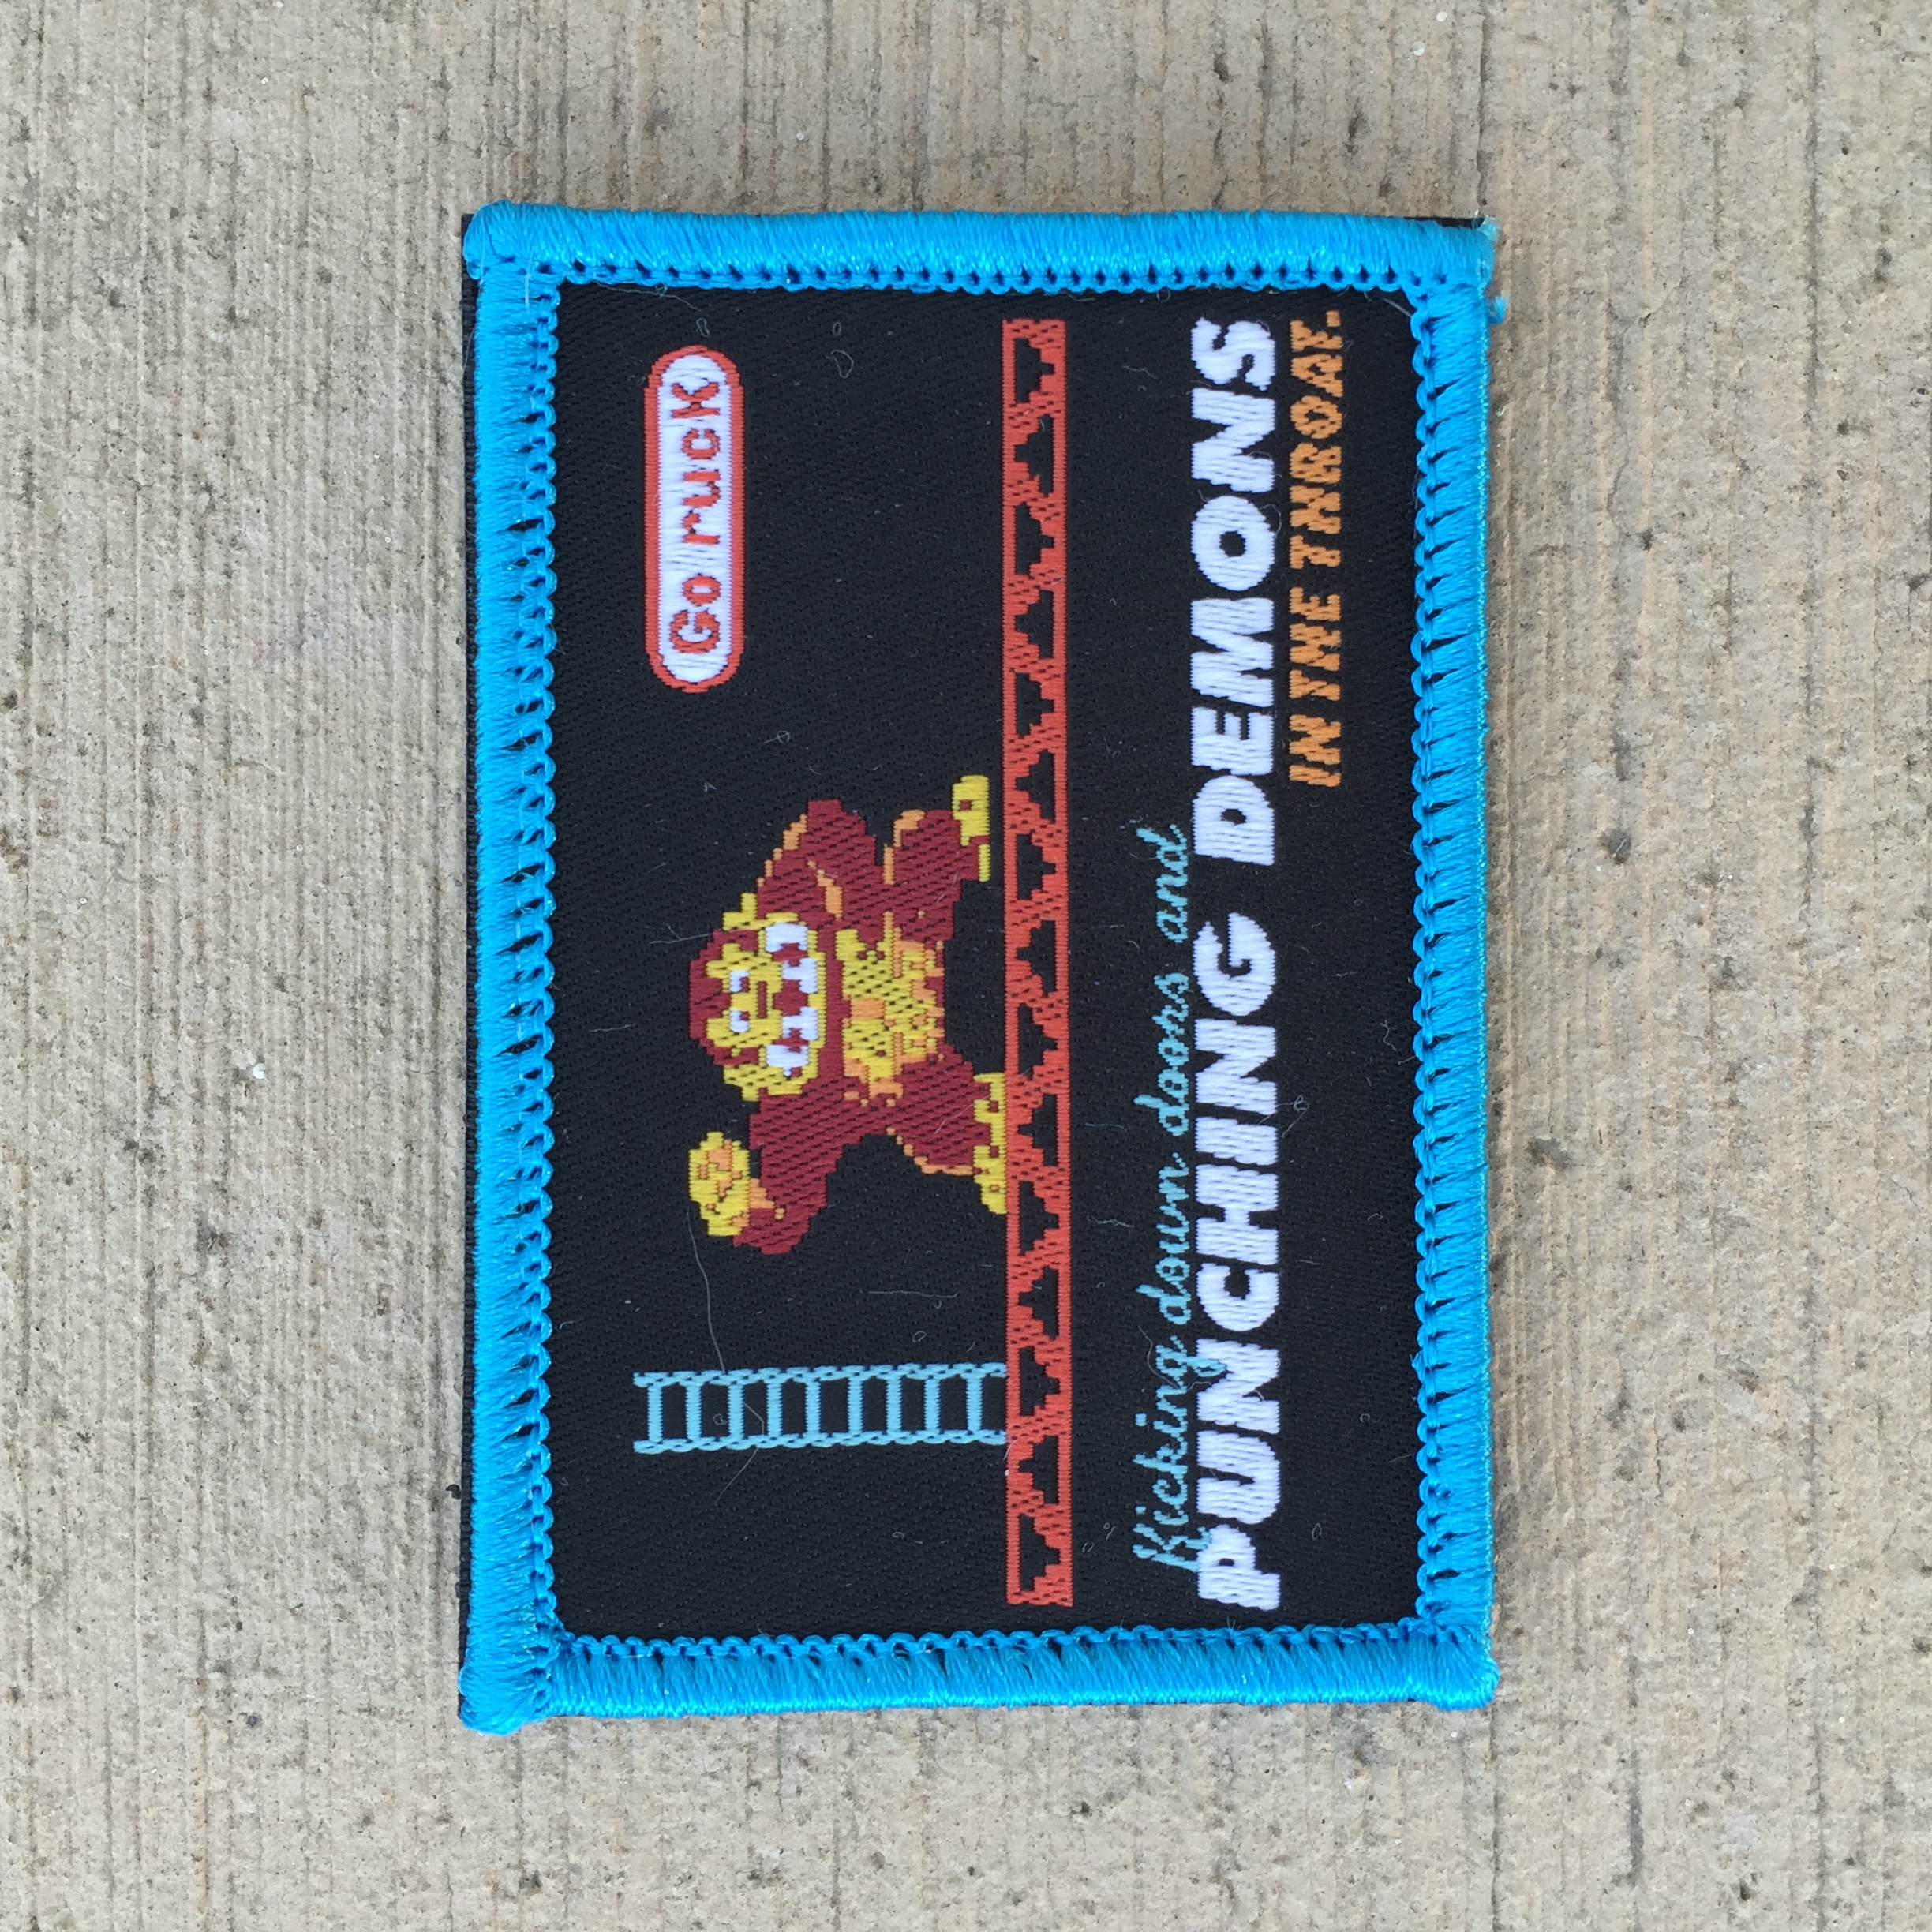 Go ruck
Kicking down doors and
PUNCHING DEMONS
IN THE THROAT.